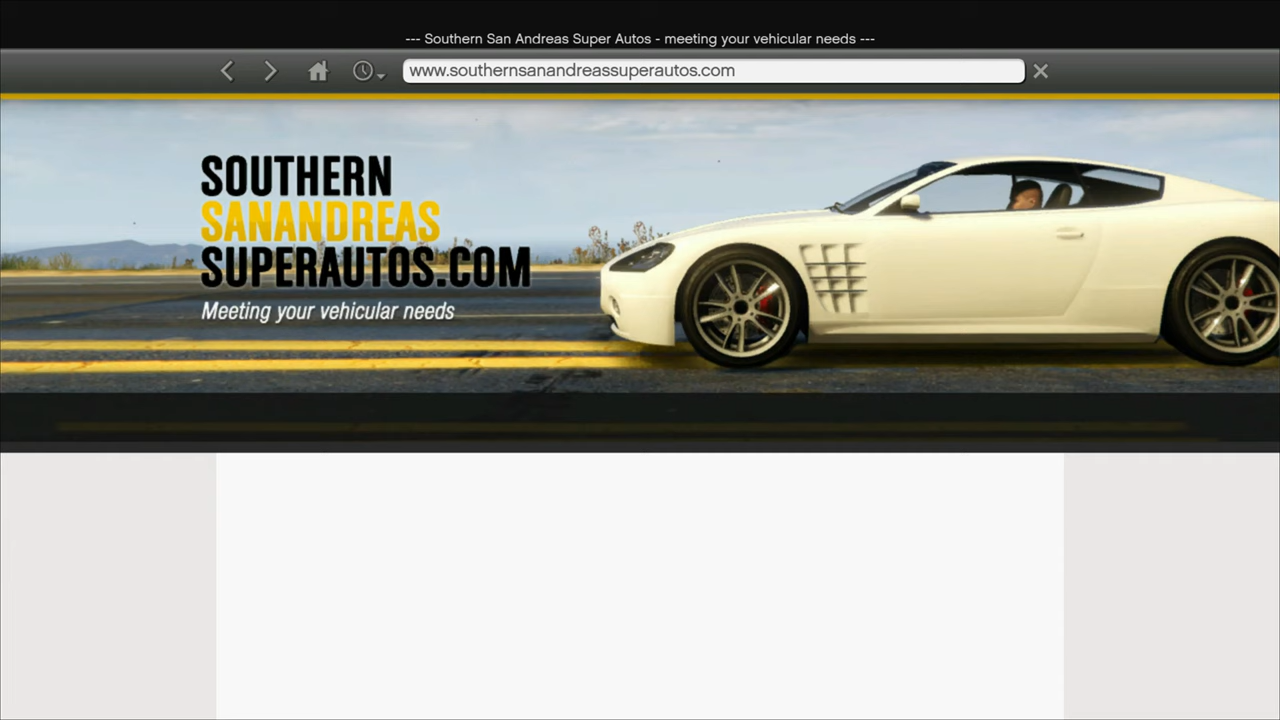 --- Southern San Andreas Super Autos - meeting your vehicular needs ---
www.southernsanandreassuperautos.com
SOUTHERN
SANANDREAS
SUPERAUTOS.COM
Meeting your vehicular needs